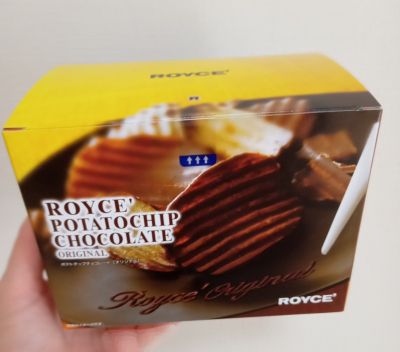 ROYCE'
ROYCE'
POTATOCHIP
CHOCOLATE
ORIGINAL
ポテトチップチョコレート［オリジナル］
Royce' Original
ROYCE'